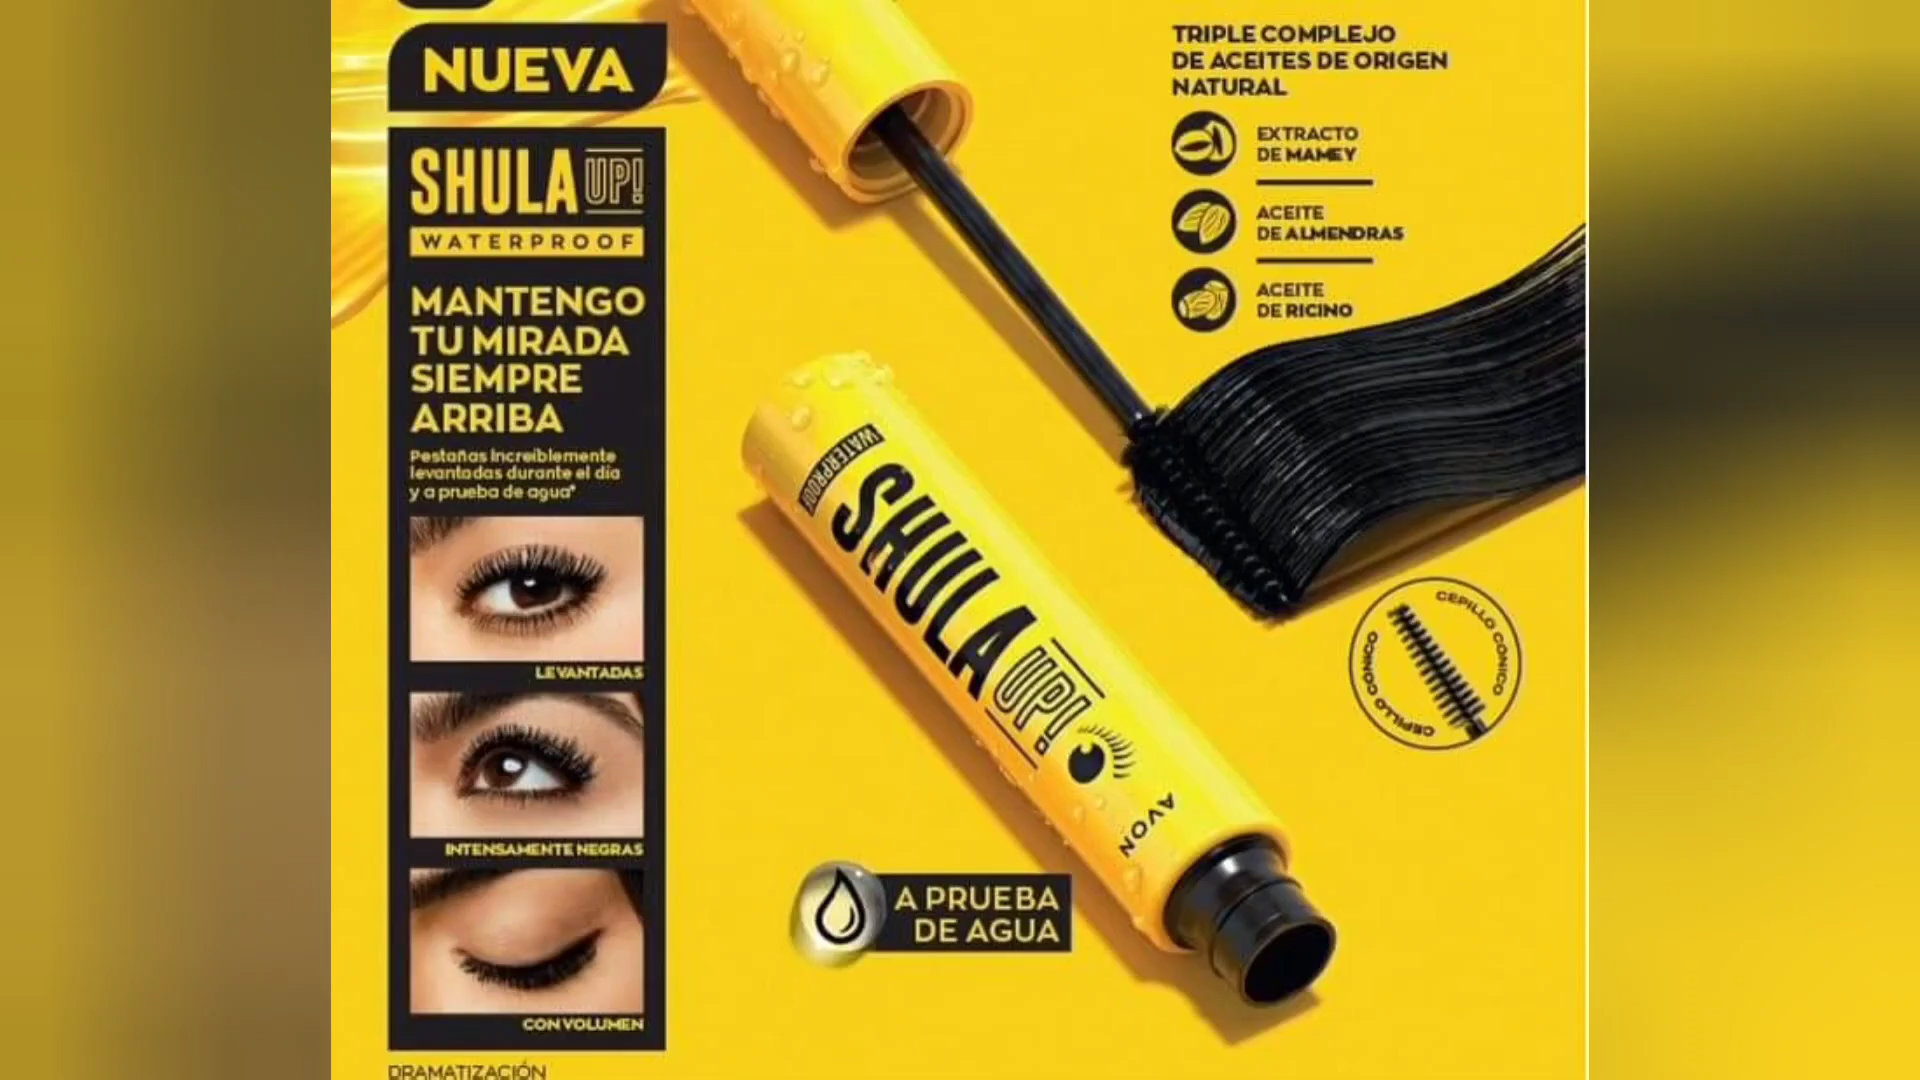 NUEVA
SHULA UP!
WATERPROOF
MANTENGO
TU MIRADA
SIEMPRE
ARRIBA
Pestañas Increíblemente
levantadas durante el día
y a prueba de agua*
LEVANTADAS
INTENSAMENTE NEGRAS
CON VOLUMEN
DRAMATIZACIÓN
TRIPLE COMPLEJO
DE ACEITES DE ORIGEN
NATURAL
EXTRACTO
DE MAMEY
ACEITE
DE ALMENDRAS
ACEITE
DE RICINO
WATERPROOF
SHULA UP!
AVON
CEPILLO CÓNICO
CEPILLO CÓNICO
A PRUEBA
DE AGUA